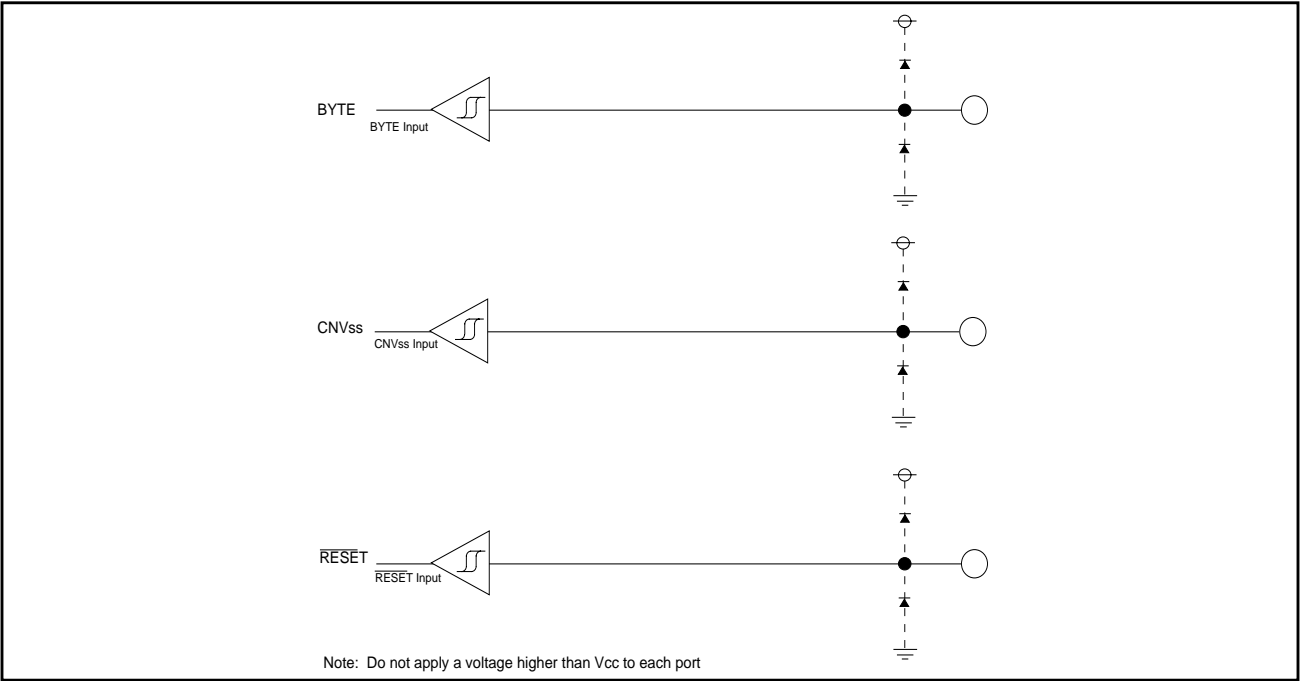 BYTE
BYTE Input
CNVss
CNVss Input
RESET
RESET Input
Note: Do not apply a voltage higher than Vcc to each port